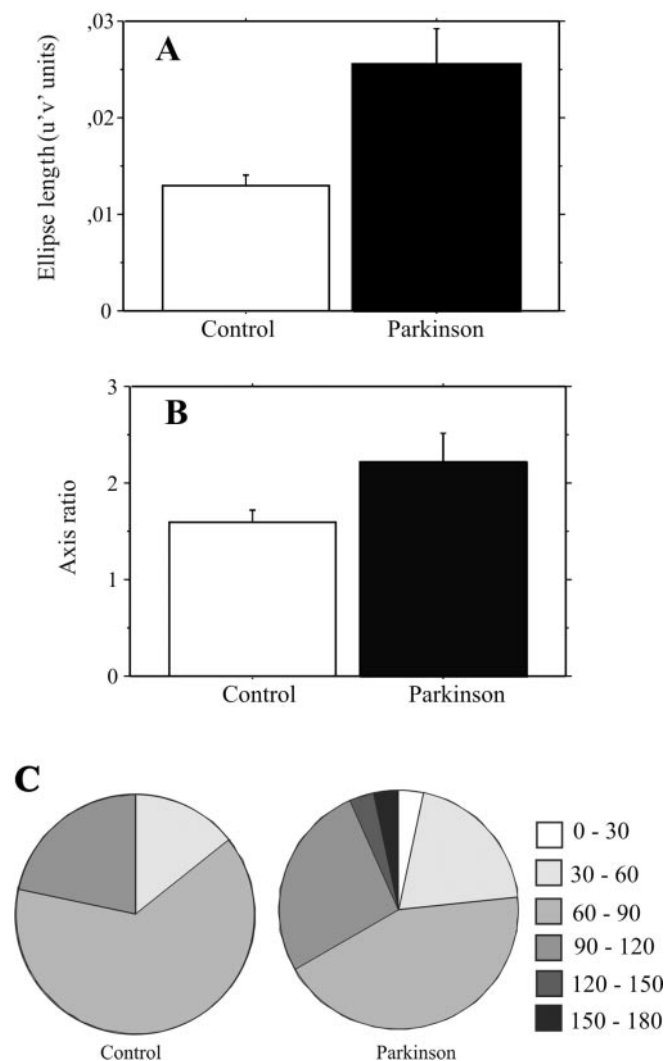 A
,03
,02
,01
0
Ellipse length (u'v' units)
Control Parkinson
B
3
2
1
0
Axis ratio
Control Parkinson
C
0 - 30
30 - 60
60 - 90
90 - 120
120 - 150
150 - 180
Control Parkinson